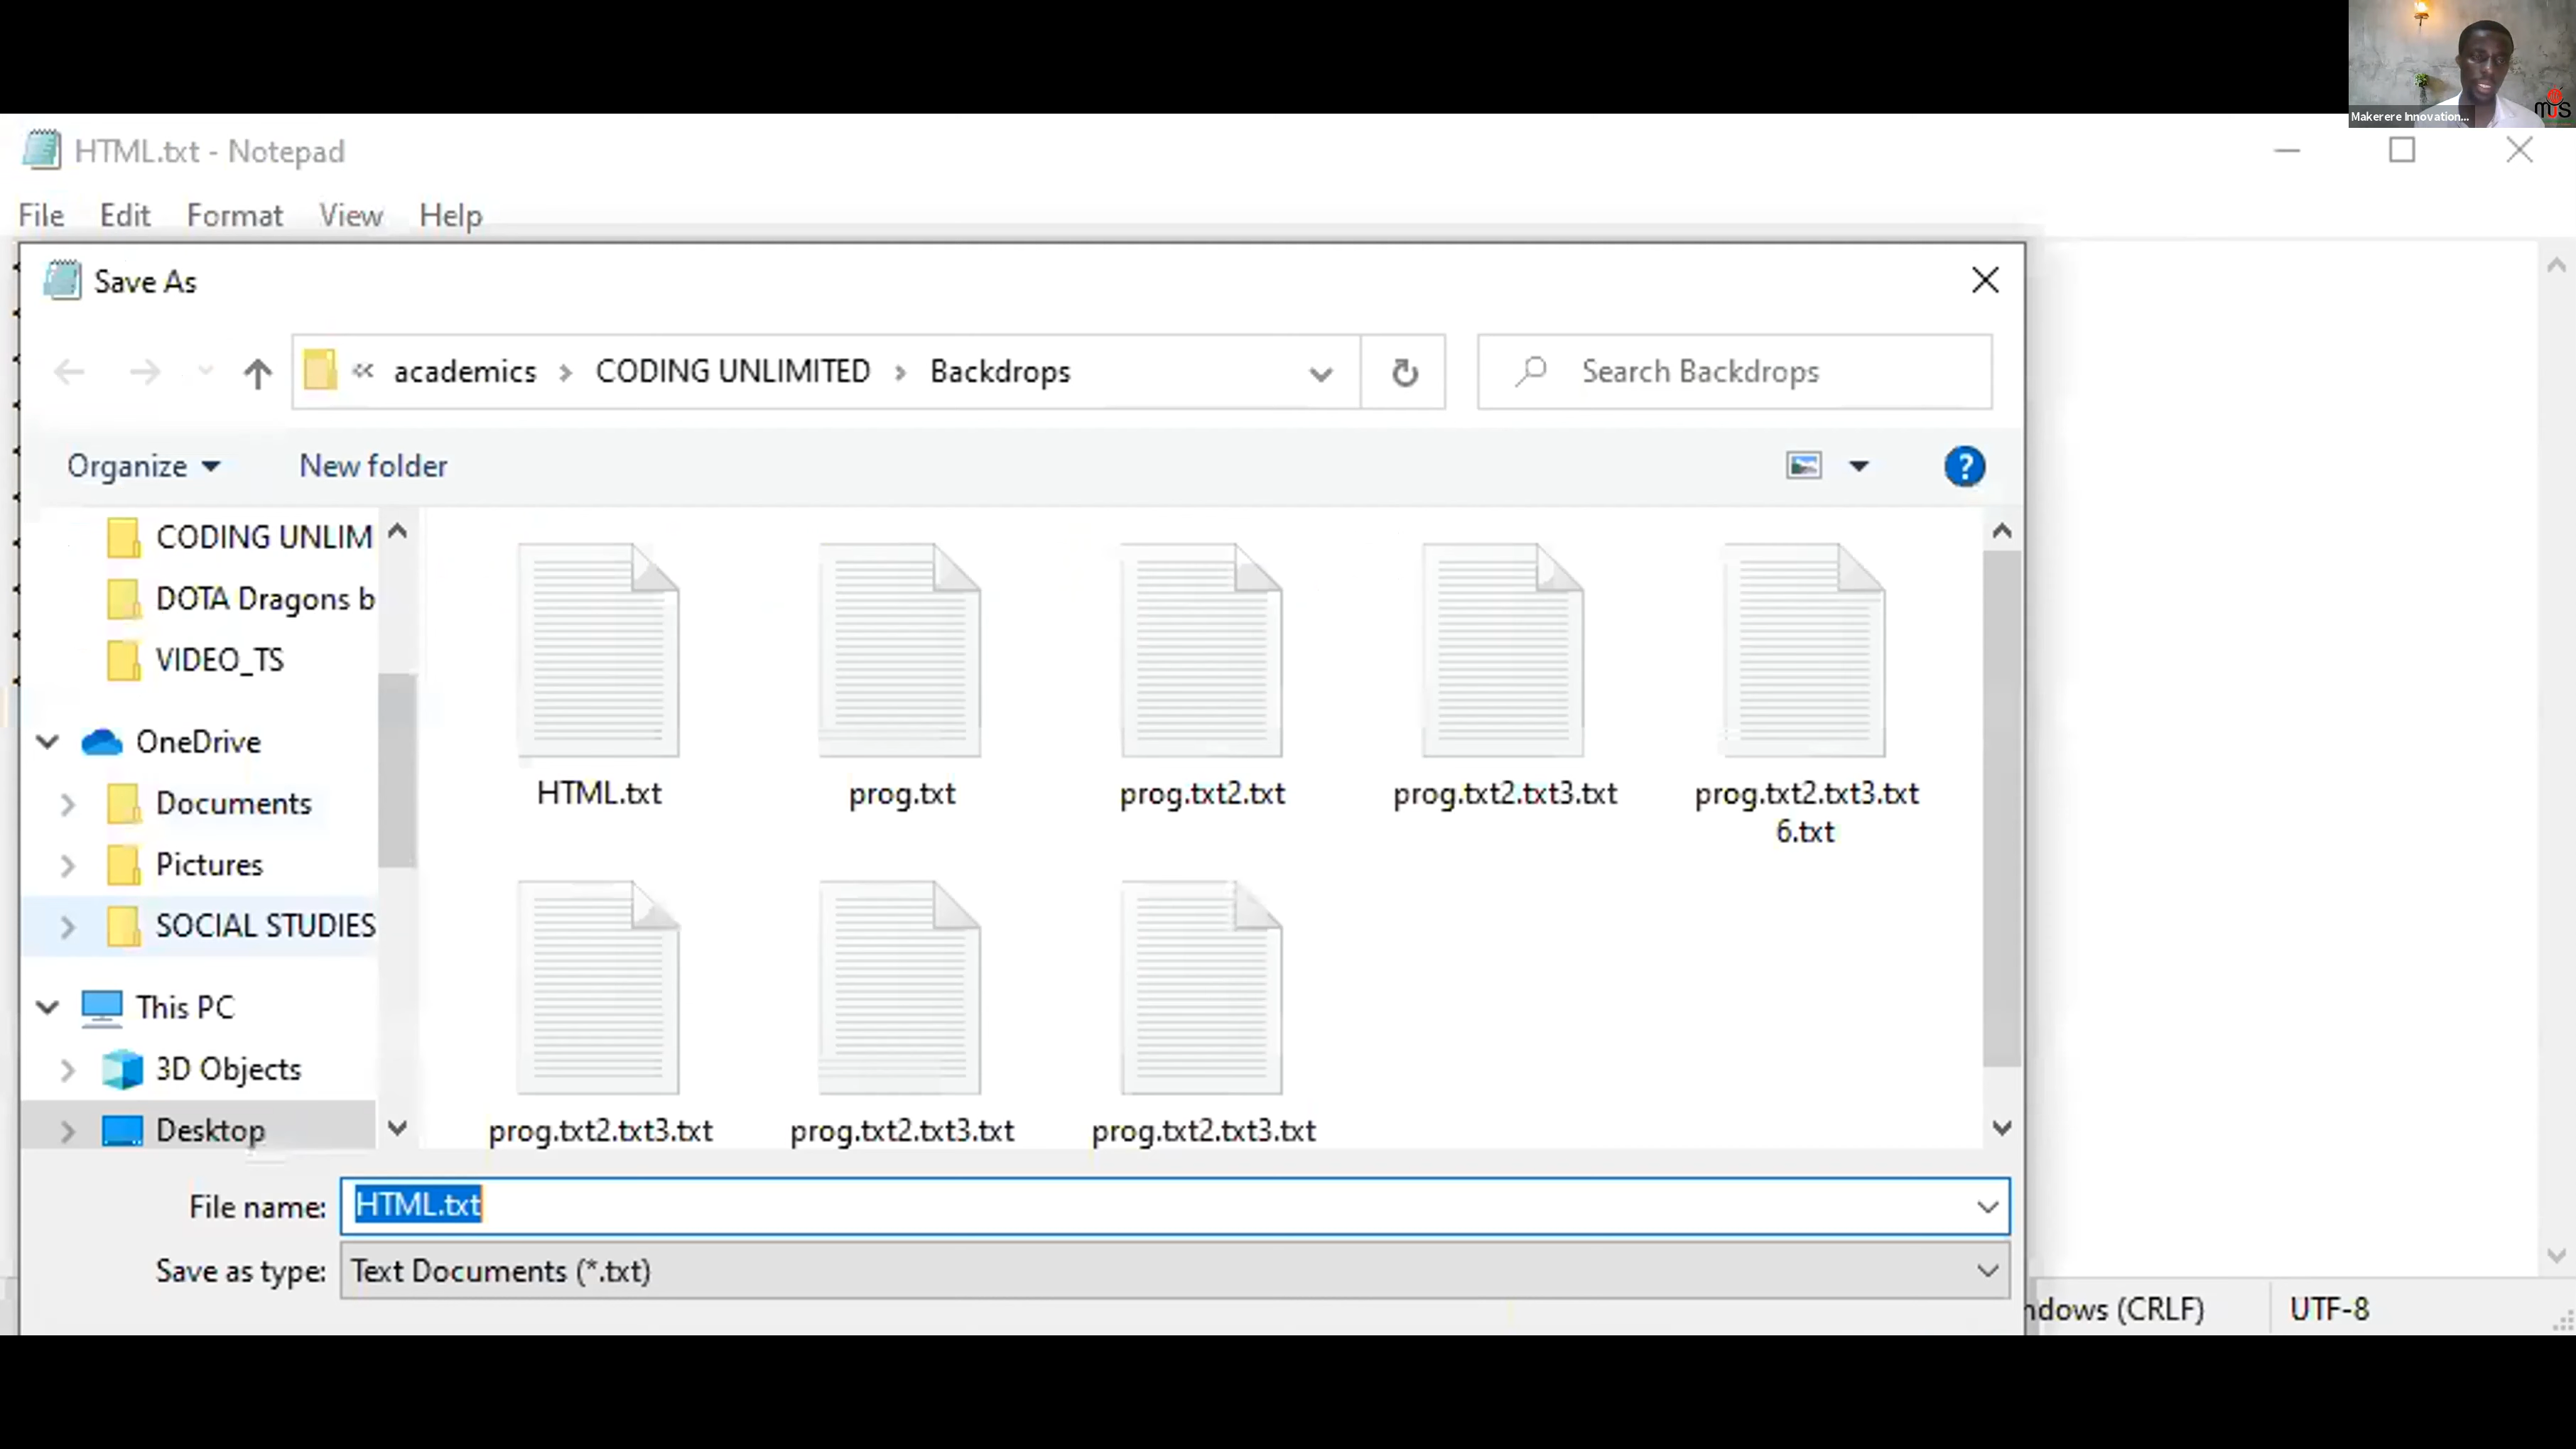 Makerere Innovation...
MIS
HTML.txt - Notepad
File Edit Format View Help
Save As
academics CODING UNLIMITED Backdrops
Search Backdrops
Organize New folder
CODING UNLIM
DOTA Dragons b
VIDEO_TS
OneDrive
Documents
Pictures
SOCIAL STUDIES
This PC
3D Objects
Desktop
HTML.txt prog.txt prog.txt2.txt prog.txt2.txt3.txt prog.txt2.txt3.txt
6.txt
prog.txt2.txt3.txt prog.txt2.txt3.txt prog.txt2.txt3.txt
File name: HTML.txt
Save as type: Text Documents (*.txt)
ndows (CRLF) UTF-8